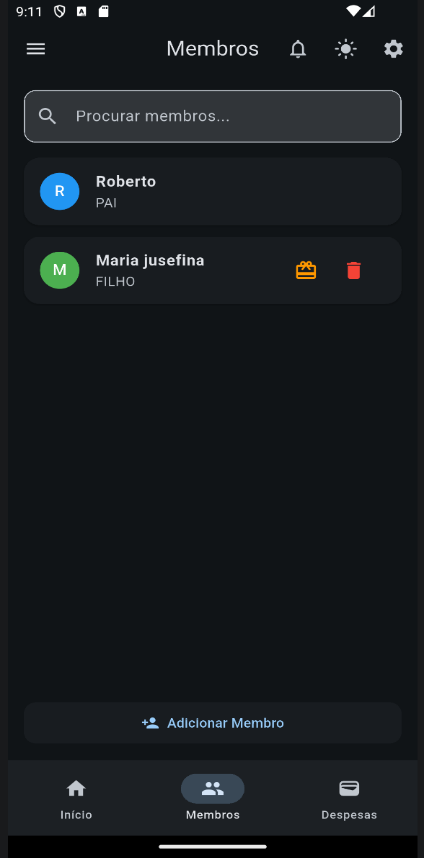 9:11
Membros
Procurar membros...
R
Roberto
PAI
M
Maria jusefina
FILHO
Adicionar Membro
Início
Membros
Despesas